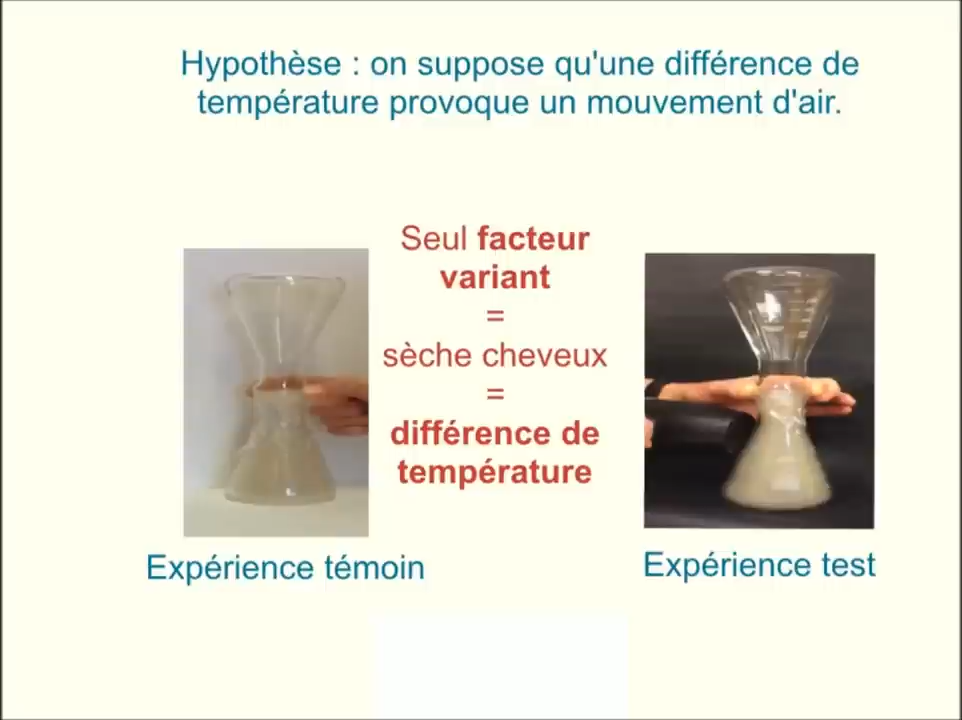 Hypothèse : on suppose qu'une différence de
température provoque un mouvement d'air.
Seul facteur
variant
=
sèche cheveux
=
différence de
température
Expérience témoin
Expérience test